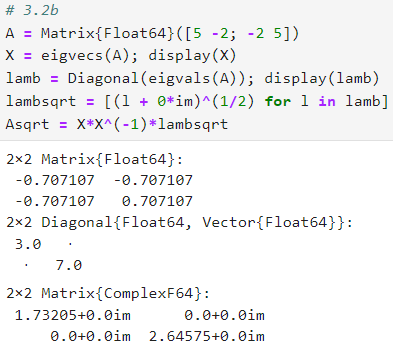 # 3.2b
A = Matrix{Float64}([5 -2; -2 5])
X = eigvecs(A); display(X)
lamb = Diagonal(eigvals(A)); display(lamb)
lambsqrt = [(l + 0*im)^(1/2) for l in lamb]
Asqrt = X*X^(-1)*lambsqrt
2×2 Matrix{Float64}:
 -0.707107  -0.707107
 -0.707107   0.707107
2×2 Diagonal{Float64, Vector{Float64}}:
 3.0   ⋅
  ⋅   7.0
2×2 Matrix{ComplexF64}:
 1.73205+0.0im      0.0+0.0im
     0.0+0.0im  2.64575+0.0im